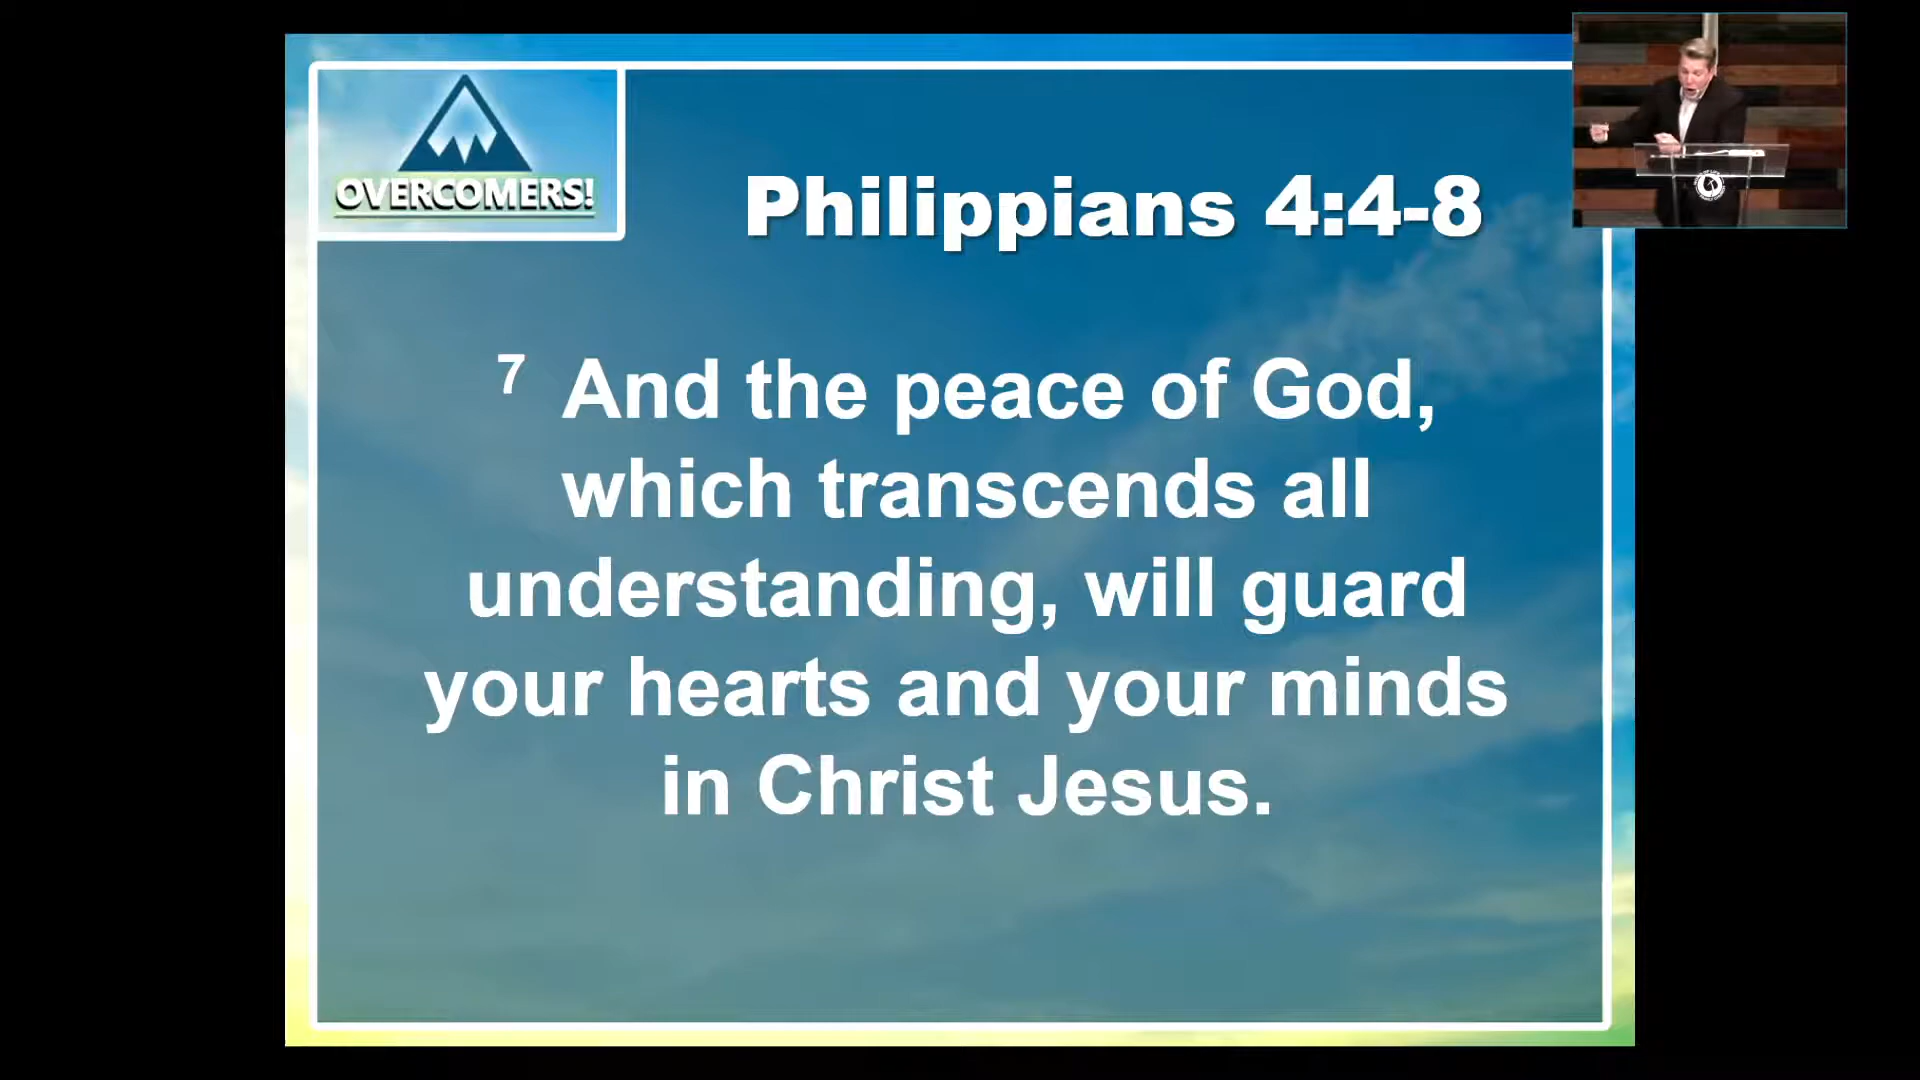 OVERCOMERS!
Philippians 4:4-8
7 And the peace of God,
which transcends all
understanding, will guard
your hearts and your minds
in Christ Jesus.